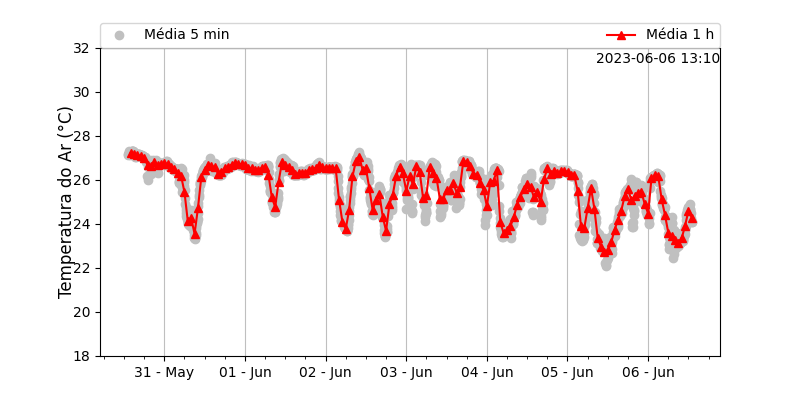 Média 5 min
Média 1 h
2023-06-06 13:10
Temperatura do Ar (°C)
32
30
28
26
24
22
20
18
31 - May
01 - Jun
02 - Jun
03 - Jun
04 - Jun
05 - Jun
06 - Jun